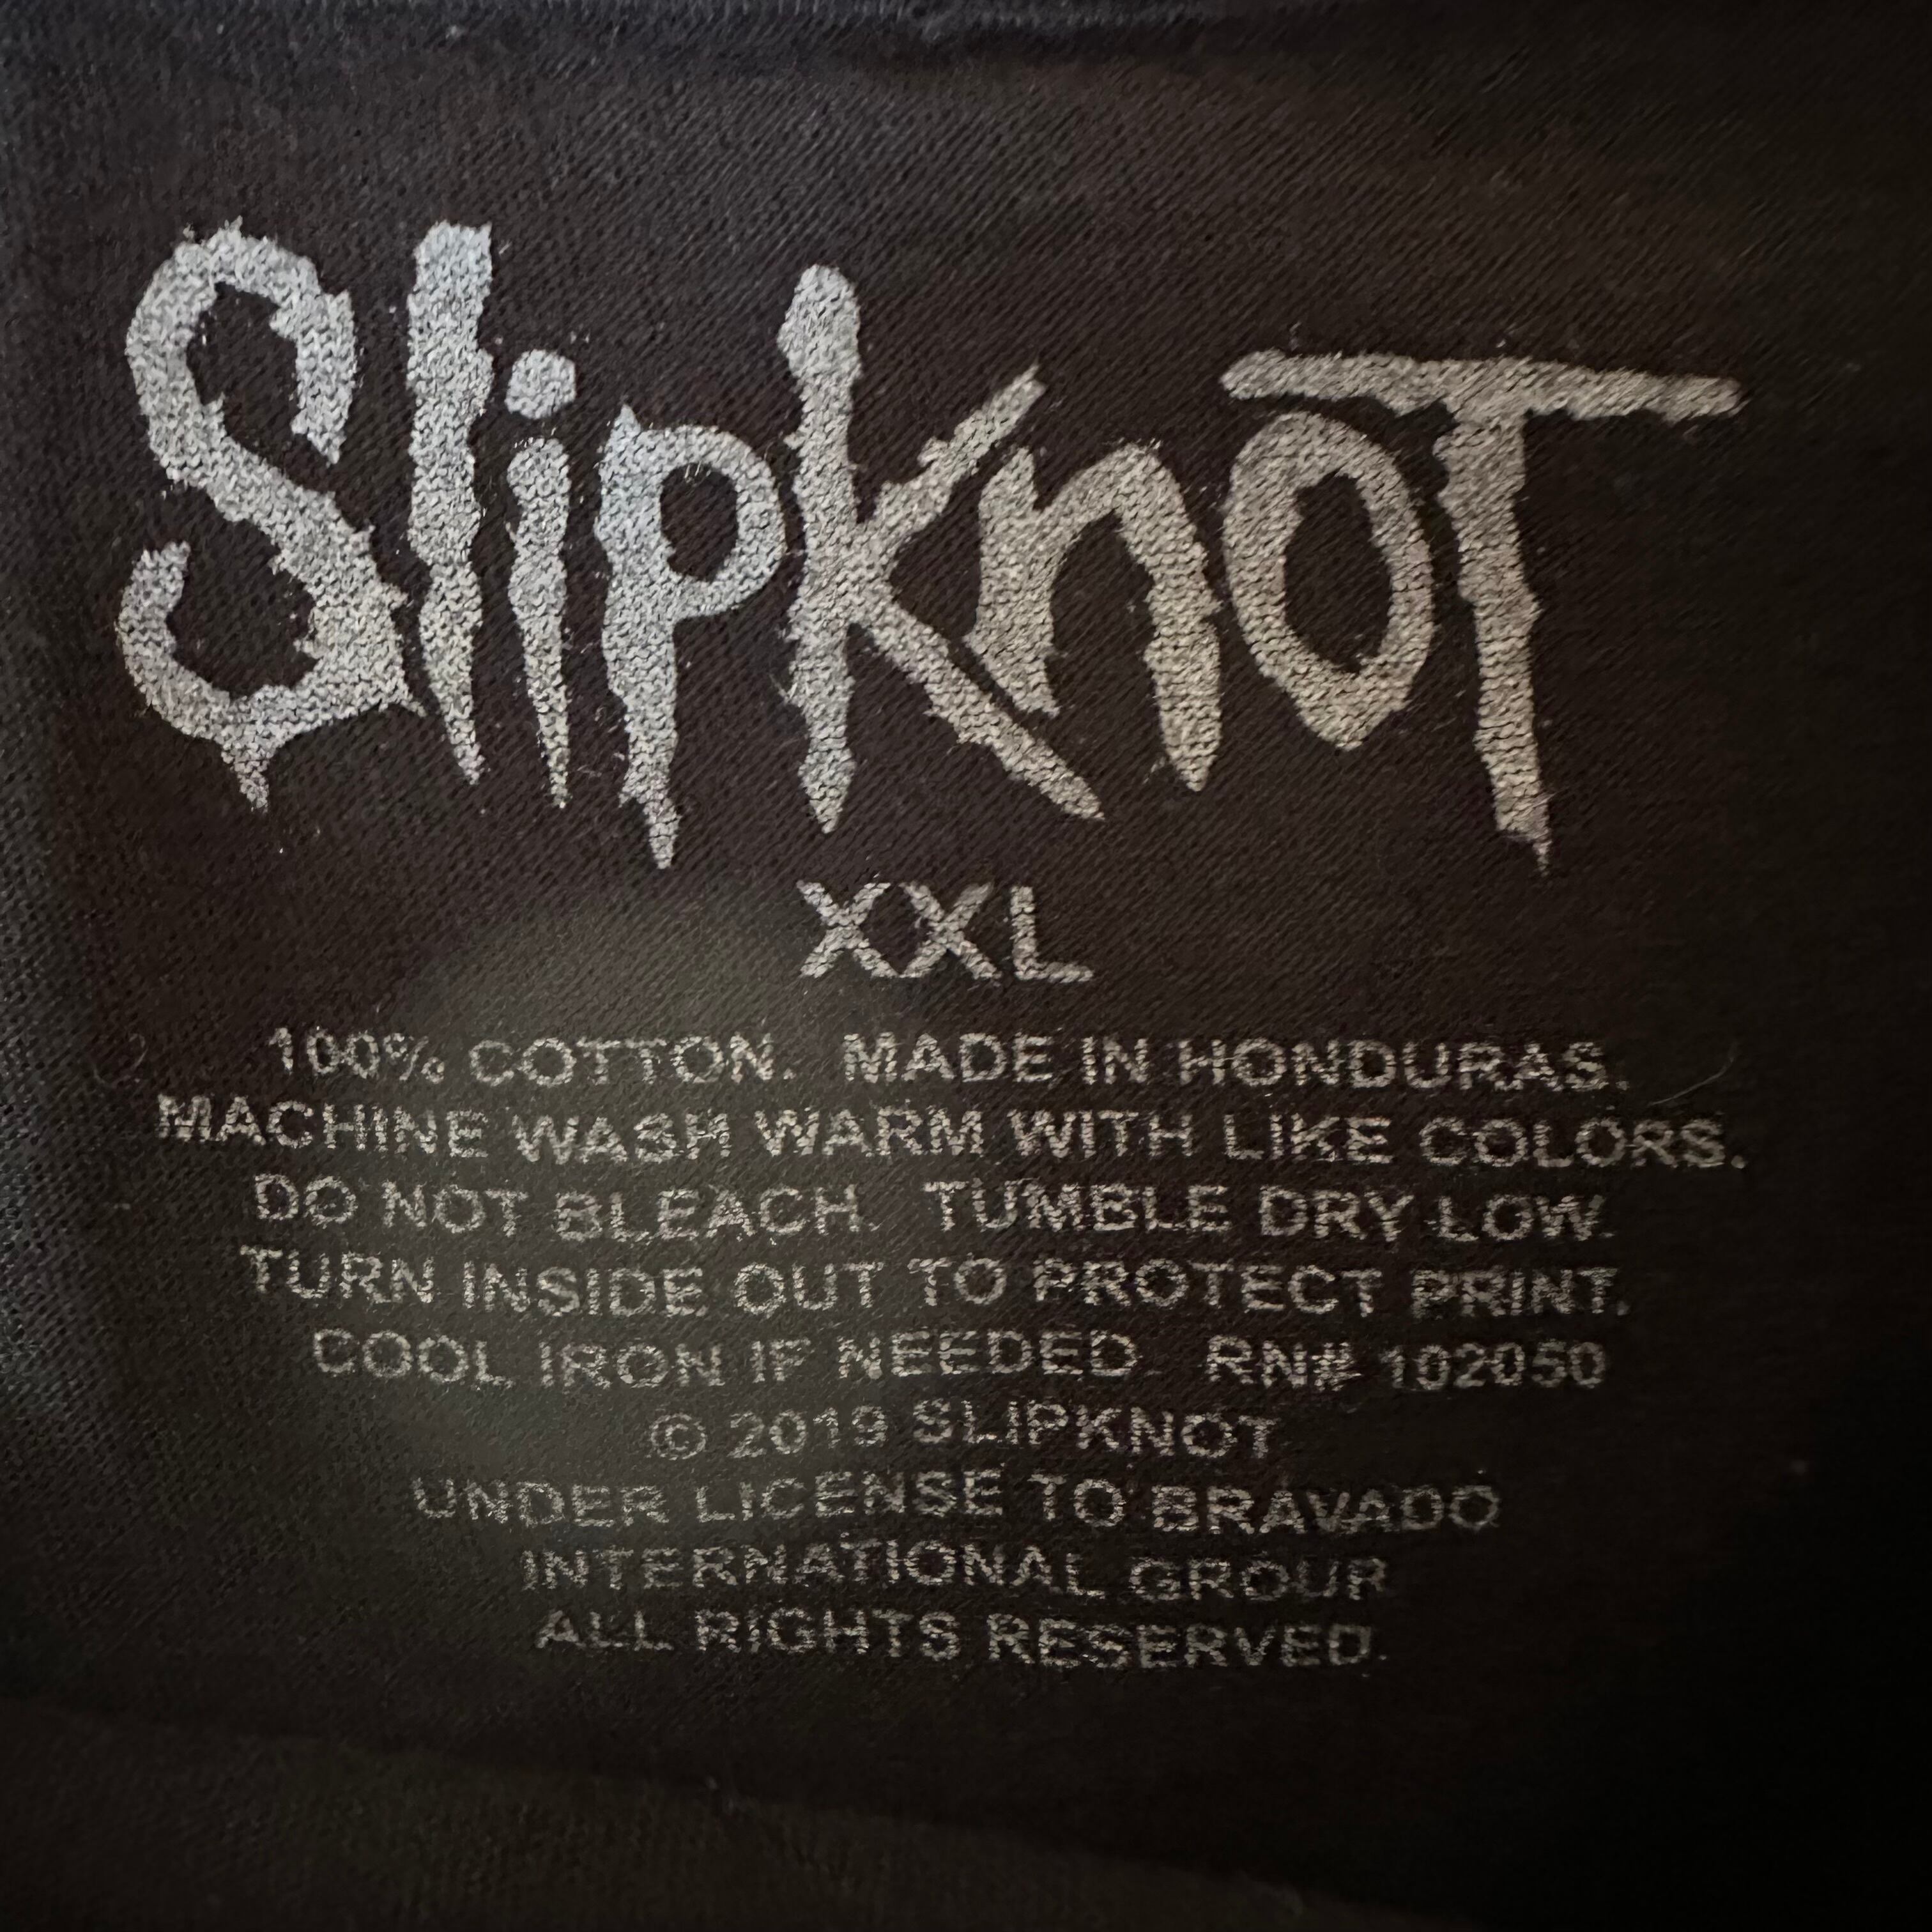 SlipknoT
XXL
100% COTTON. MADE IN HONDURAS.
MACHINE WASH WARM WITH LIKE COLORS.
DO NOT BLEACH. TUMBLE DRY LOW.
TURN INSIDE OUT TO PROTECT PRINT.
COOL IRON IF NEEDED. RN# 102050
© 2019 SLIPKNOT
UNDER LICENSE TO BRAVADO
INTERNATIONAL GROUP
ALL RIGHTS RESERVED.